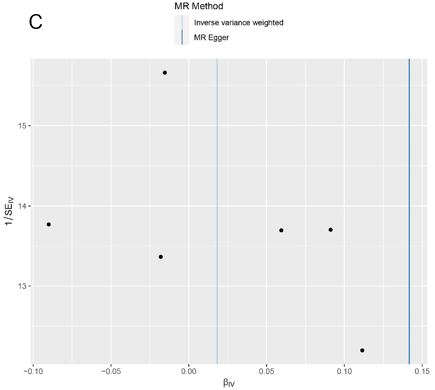 C
MR Method
Inverse variance weighted
MR Egger
15
14
13
1/SE_IV
−0.10
−0.05
0.00
0.05
0.10
0.15
β_IV